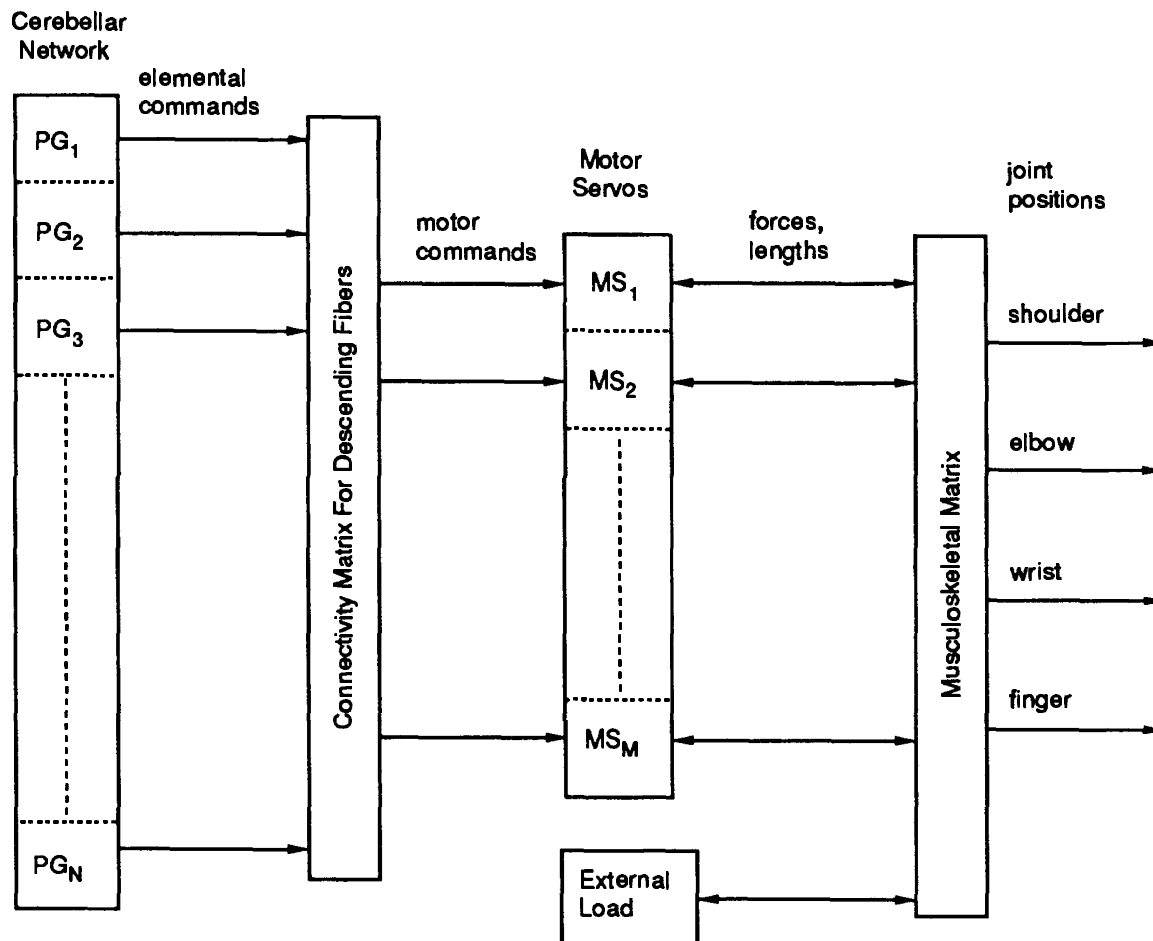 Cerebellar
Network
elemental
commands
PG1
PG2
PG3
PGN
Connectivity Matrix For Descending Fibers
motor
commands
Motor
Servos
MS1
MS2
MSM
forces,
lengths
External
Load
Musculoskeletal Matrix
joint
positions
shoulder
elbow
wrist
finger